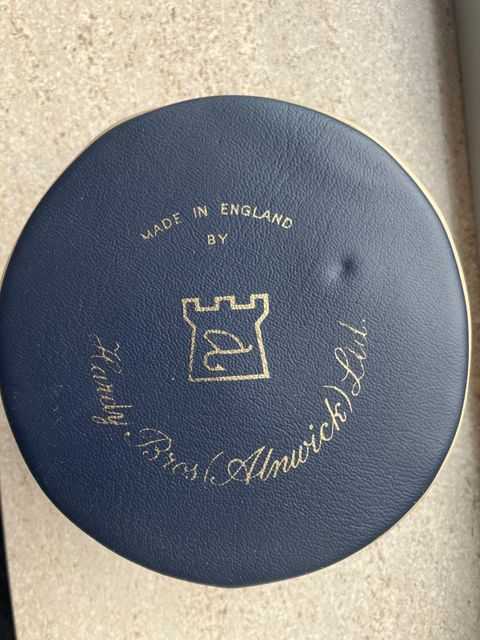 MADE IN ENGLAND
BY
a
Hardy Bros (Alnwick) Ltd.